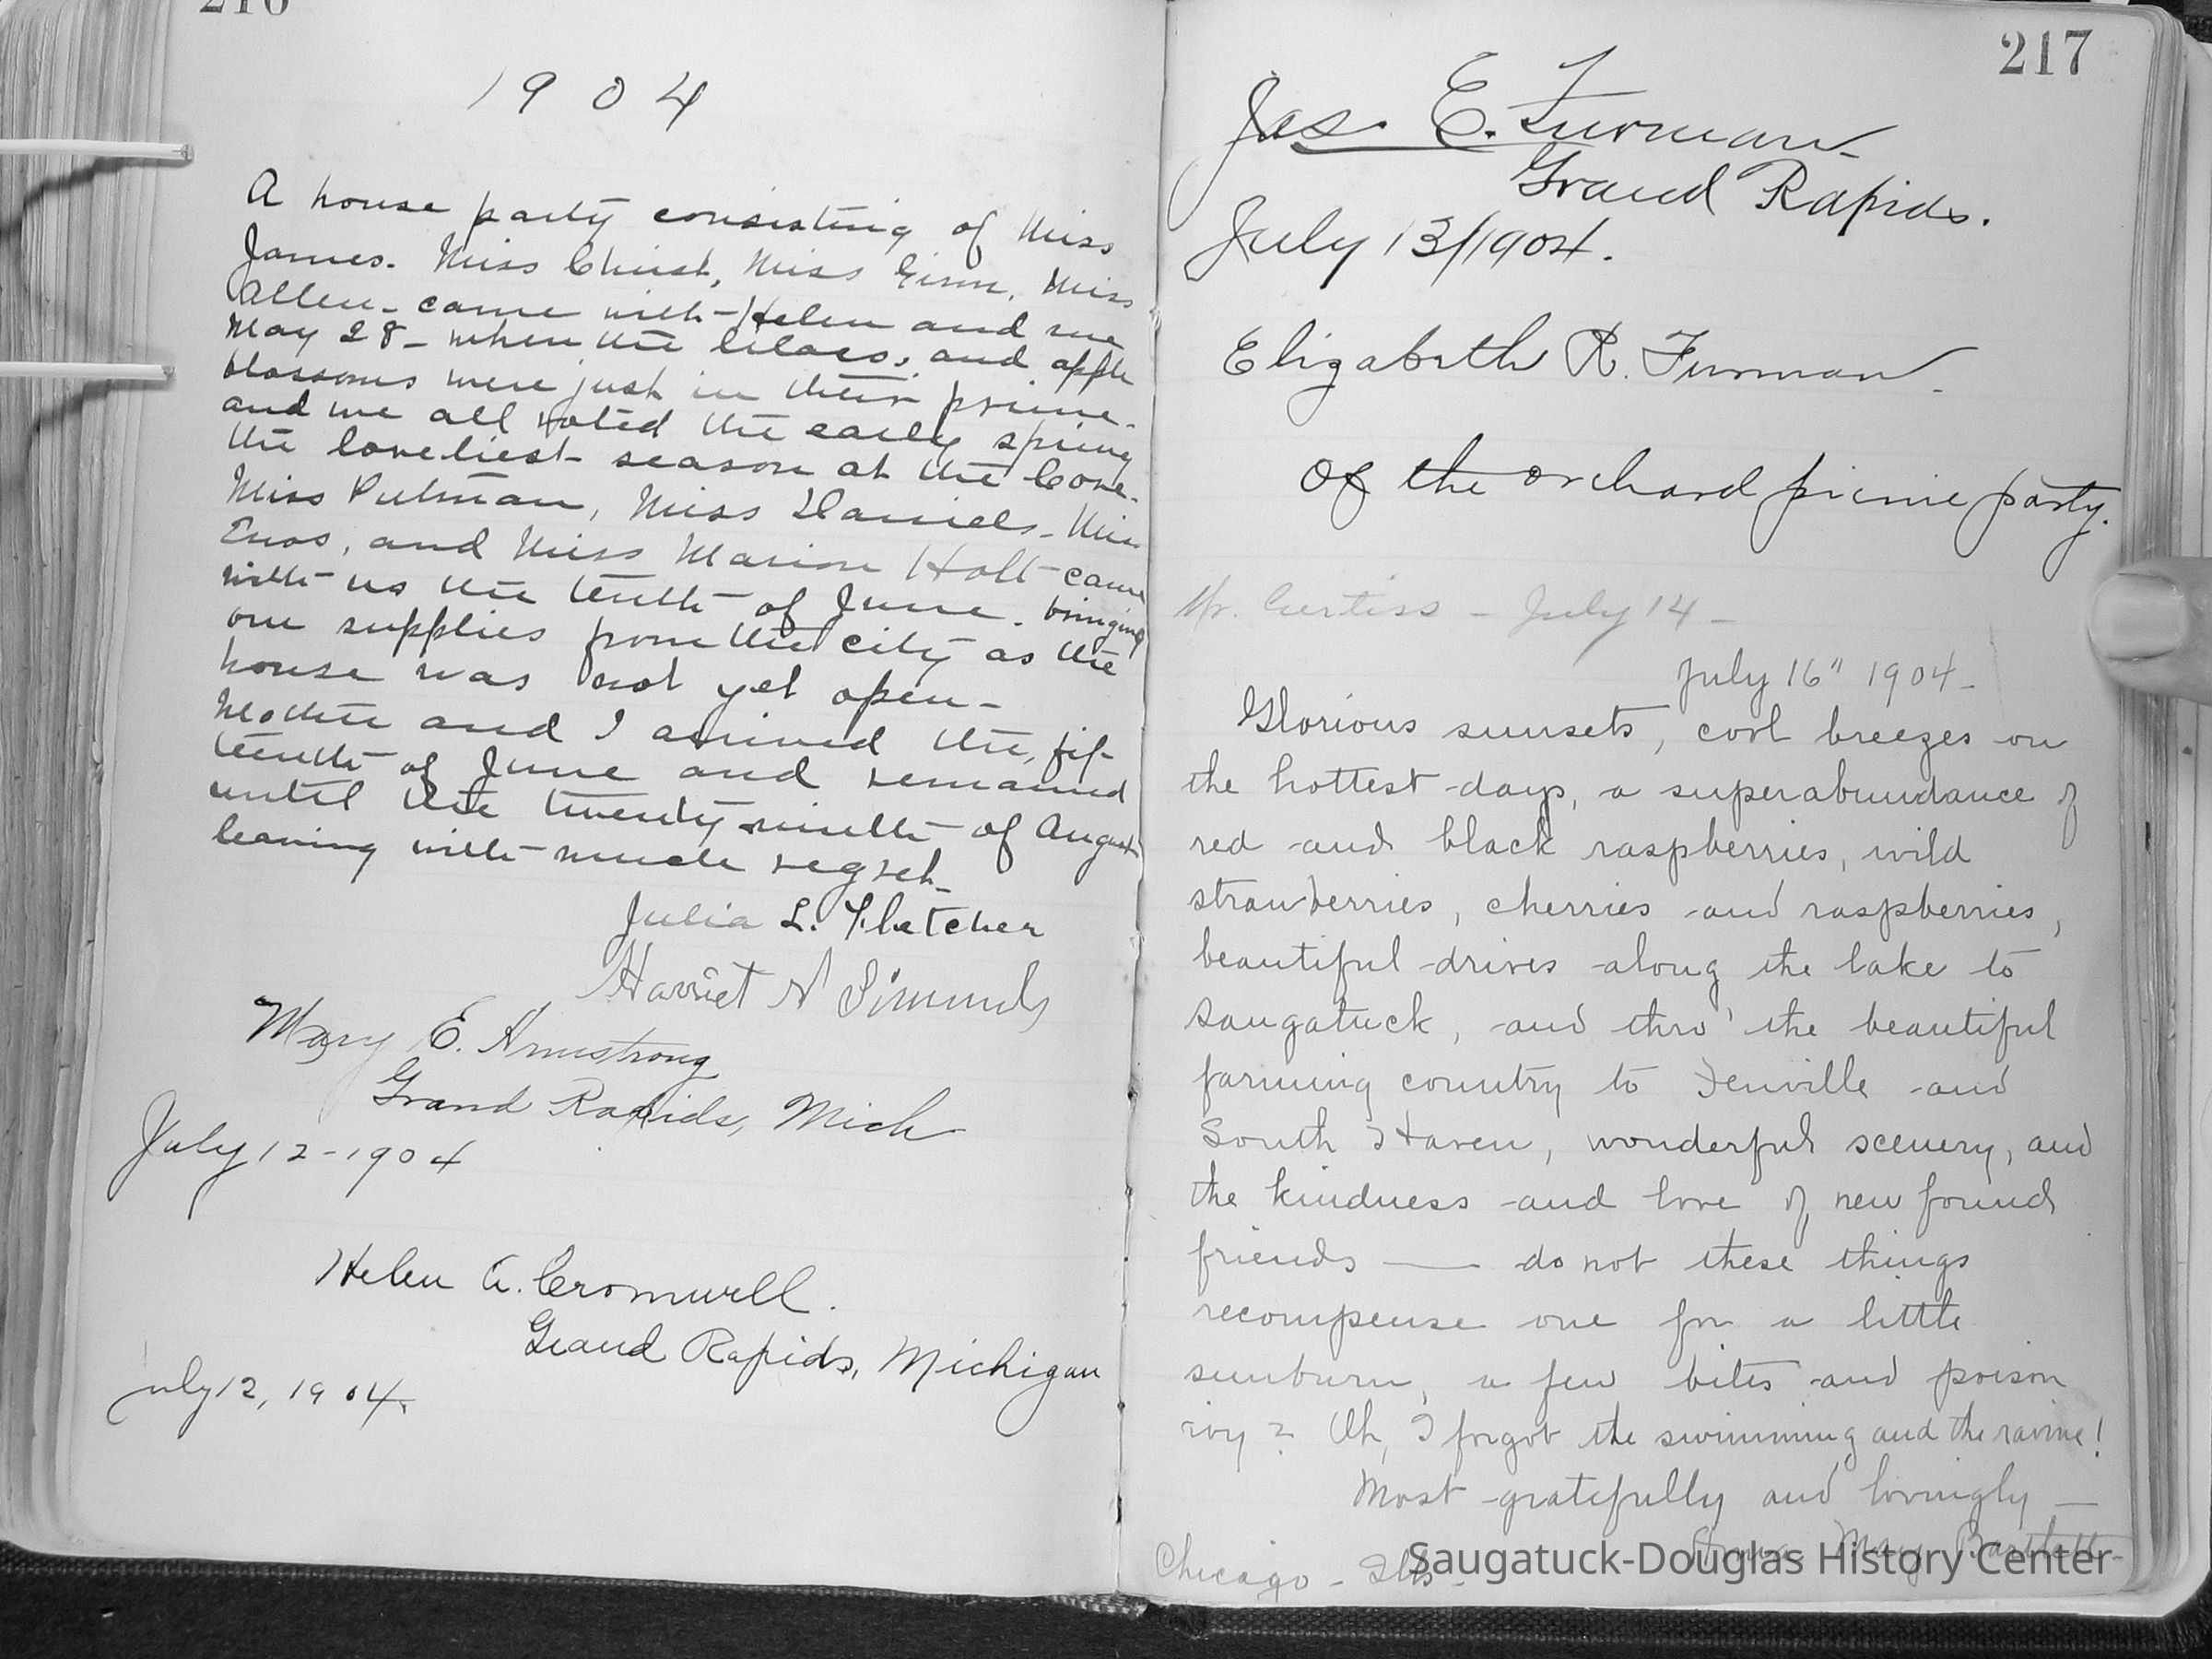 216
1904
A house party consisting of Miss
James. Miss Christ, Miss Ginn, Miss
Allen - came with Helen and me
May 28 - when the lilacs, and apple
blossoms were just in their prime.
and we all voted the early spring
the loveliest season at the Cove.
Miss Putman, Miss Daniels - Miss
Enos, and Miss Marion Holt came
with us the tenth of June. bringing
our supplies from the city as the
house was not yet open -
Mother and I arrived the, fif-
teenth of June and remained
until the twenty-ninth of August
leaving with much regret -
Julia L. Fletcher
Harriet N Simmds
Mary E. Armstrong
Grand Rapids, Mich
July 12 - 1904
Helen A. Cromwell.
Grand Rapids, Michigan
July 12, 1904.
217
Jas. E. Furman
Grand Rapids.
July 13/1904.
Elizabeth R. Furman.
Of the orchard picnic party.
Mr. Curtiss - July 14 -
July 16" 1904 -
Glorious sunsets, cool breezes on
the hottest days, a superabundance of
red and black raspberries, wild
strawberries, cherries and raspberries,
beautiful drives along the lake to
Saugatuck, and thro' the beautiful
farming country to Fenville and
South Haven, wonderful scenery, and
the kindness and love of new found
friends — do not these things
recompense one for a little
sunburn, a few bites and poison
ivy? Oh, I forgot the swimming and the ravine!
Most gratefully and lovingly —
Mary Bartlett -
Chicago - Ills -
Saugatuck-Douglas History Center